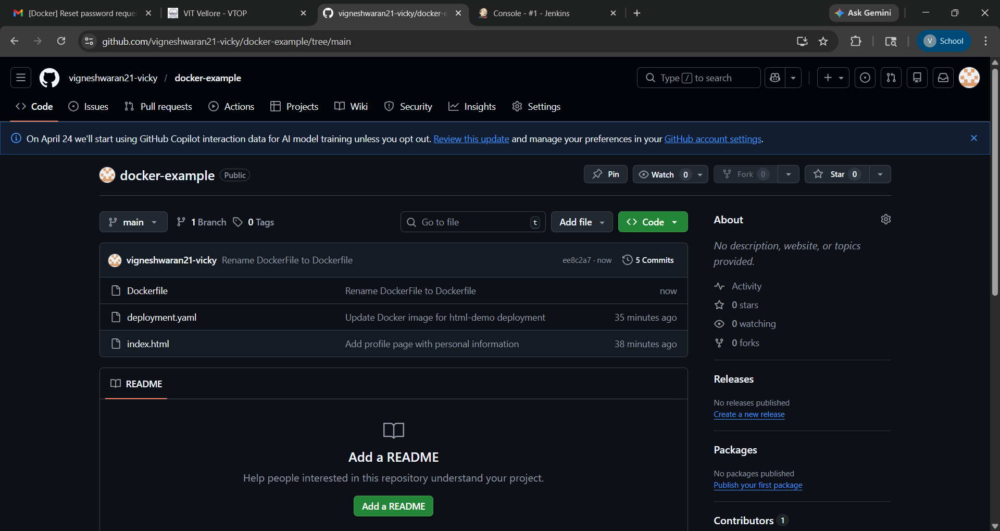 [Docker] Reset password reque
VIT Vellore - VTOP
vigneshwaran21-vicky/docker-e
Console - #1 - Jenkins
Ask Gemini
github.com/vigneshwaran21-vicky/docker-example/tree/main
V School
vigneshwaran21-vicky / docker-example
Type / to search
Code
Issues
Pull requests
Actions
Projects
Wiki
Security
Insights
Settings
On April 24 we'll start using GitHub Copilot interaction data for AI model training unless you opt out. Review this update and manage your preferences in your GitHub account settings.
docker-example Public
Pin
Watch 0
Fork 0
Star 0
main
1 Branch
0 Tags
Go to file t
Add file
Code
vigneshwaran21-vicky Rename DockerFile to Dockerfile ee8c2a7 · now 5 Commits
Dockerfile Rename DockerFile to Dockerfile now
deployment.yaml Update Docker image for html-demo deployment 35 minutes ago
index.html Add profile page with personal information 38 minutes ago
README
Add a README
Help people interested in this repository understand your project.
Add a README
About
No description, website, or topics
provided.
Activity
0 stars
0 watching
0 forks
Releases
No releases published
Create a new release
Packages
No packages published
Publish your first package
Contributors 1